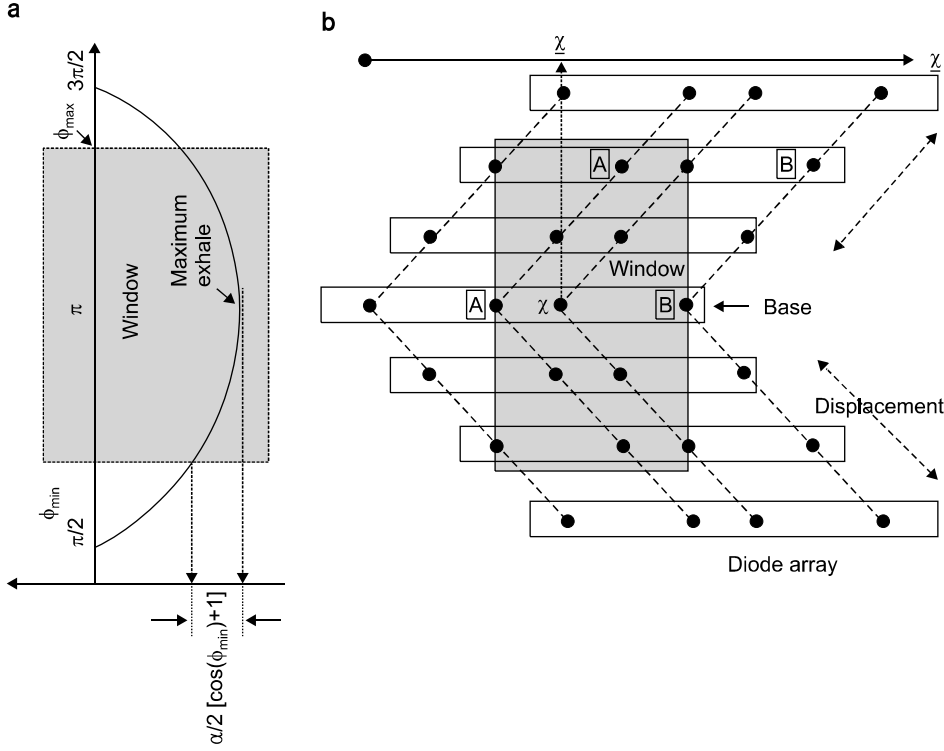 a
3π/2
ϕmax
Maximum
exhale
Window
π
ϕmin
π/2
α/2 [cos(ϕmin)+1]
b
χ
χ
A
B
Window
A
χ
B
Base
Displacement
Diode array